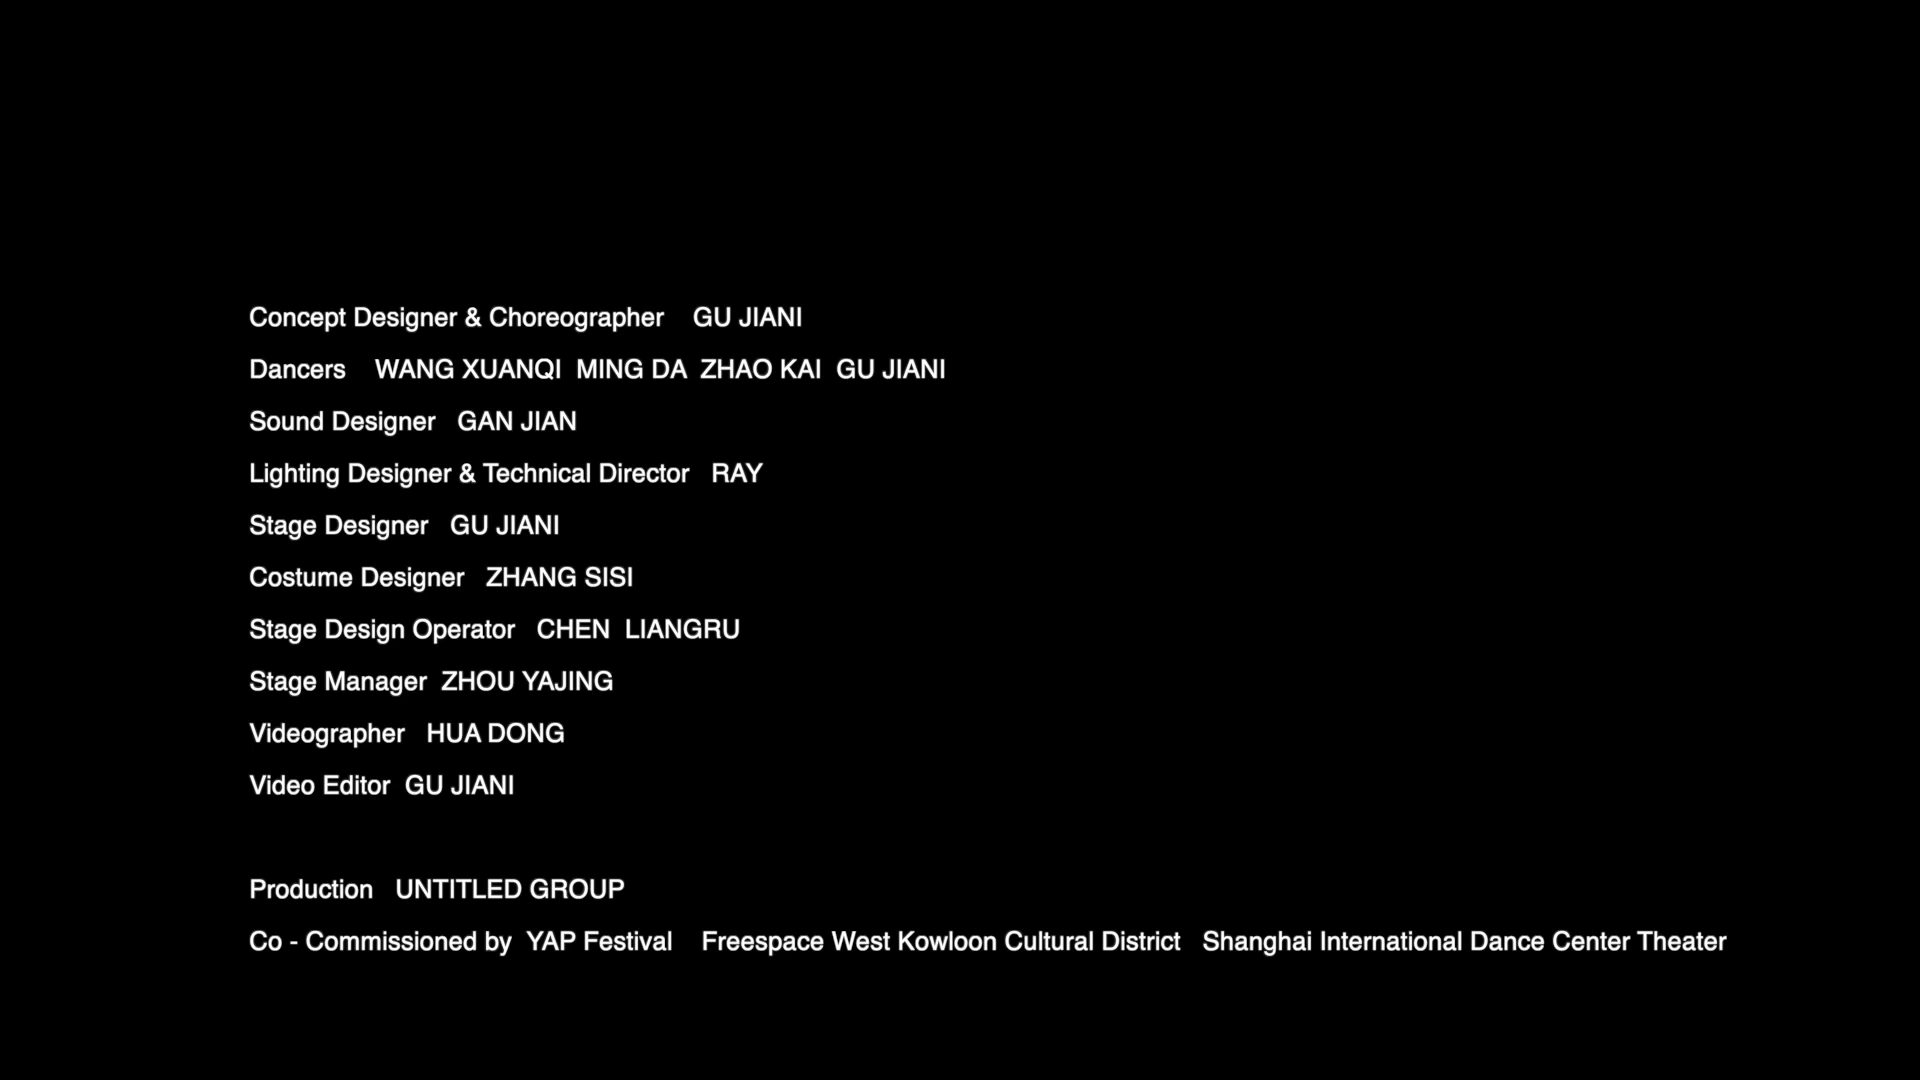 Concept Designer & Choreographer GU JIANI
Dancers WANG XUANQI MING DA ZHAO KAI GU JIANI
Sound Designer GAN JIAN
Lighting Designer & Technical Director RAY
Stage Designer GU JIANI
Costume Designer ZHANG SISI
Stage Design Operator CHEN LIANGRU
Stage Manager ZHOU YAJING
Videographer HUA DONG
Video Editor GU JIANI
Production UNTITLED GROUP
Co - Commissioned by YAP Festival Freespace West Kowloon Cultural District Shanghai International Dance Center Theater